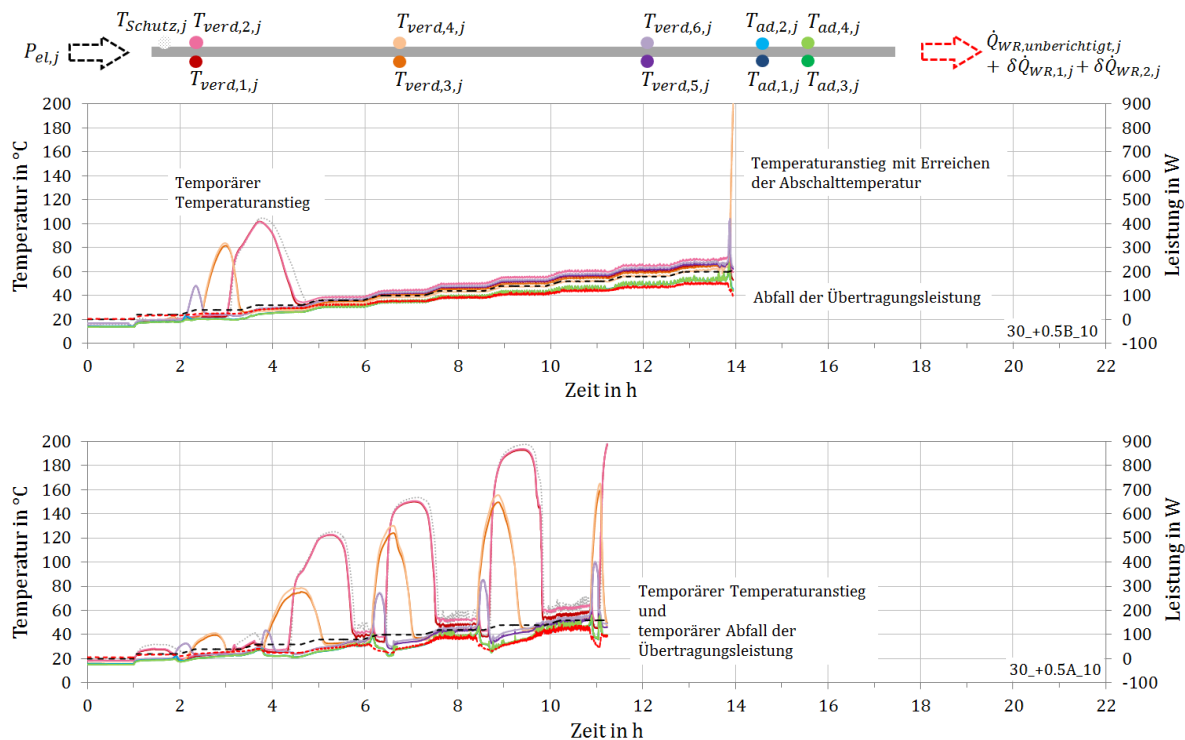 T_Schutz,j T_verd,2,j T_verd,4,j T_verd,6,j T_ad,2,j T_ad,4,j
P_el,j
Q̇_WR,unberichtigt,j
+ δQ̇_WR,1,j + δQ̇_WR,2,j
T_verd,1,j T_verd,3,j T_verd,5,j T_ad,1,j T_ad,3,j
Temperatur in °C
200
180
160
140
120
100
80
60
40
20
0
Temporärer
Temperaturanstieg
Temperaturanstieg mit Erreichen
der Abschalttemperatur
Abfall der Übertragungsleistung
30_+0.5B_10
900
800
700
600
500
400
300
200
100
0
-100
Leistung in W
0 2 4 6 8 10 12 14 16 18 20 22
Zeit in h
Temperatur in °C
200
180
160
140
120
100
80
60
40
20
0
Temporärer Temperaturanstieg
und
temporärer Abfall der
Übertragungsleistung
30_+0.5A_10
900
800
700
600
500
400
300
200
100
0
-100
Leistung in W
0 2 4 6 8 10 12 14 16 18 20 22
Zeit in h